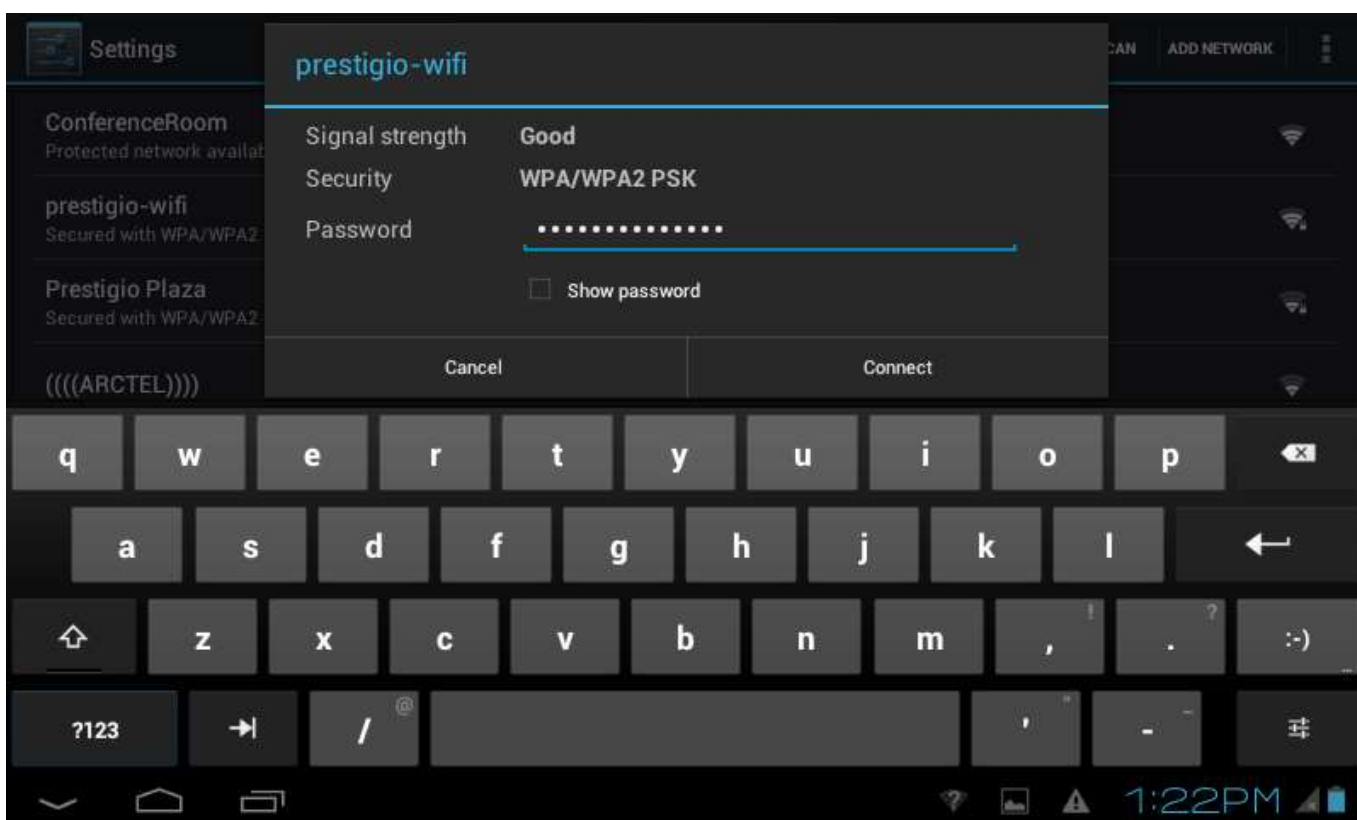 Settings
CAN ADD NETWORK
prestigio-wifi
ConferenceRoom
Protected network availab
prestigio-wifi
Secured with WPA/WPA2
Prestigio Plaza
Secured with WPA/WPA2
((((ARCTEL))))
Signal strength Good
Security WPA/WPA2 PSK
Password ••••••••••••••
Show password
Cancel Connect
q w e r t y u i o p
a s d f g h j k l
z x c v b n m , ! . ? :-) ...
?123 / @ ' " - _
1:22PM